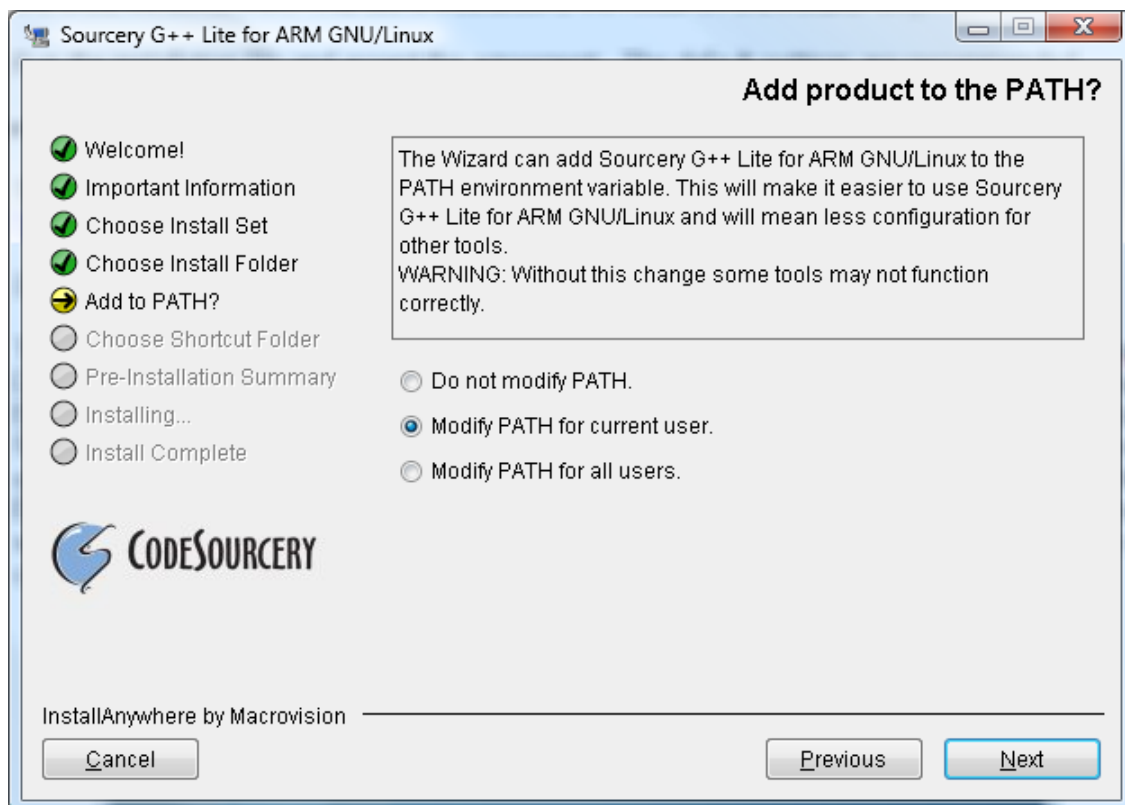 Sourcery G++ Lite for ARM GNU/Linux
Add product to the PATH?
Welcome!
Important Information
Choose Install Set
Choose Install Folder
Add to PATH?
Choose Shortcut Folder
Pre-Installation Summary
Installing...
Install Complete
The Wizard can add Sourcery G++ Lite for ARM GNU/Linux to the
PATH environment variable. This will make it easier to use Sourcery
G++ Lite for ARM GNU/Linux and will mean less configuration for
other tools.
WARNING: Without this change some tools may not function
correctly.
Do not modify PATH.
Modify PATH for current user.
Modify PATH for all users.
CODESOURCERY
InstallAnywhere by Macrovision
Cancel
Previous
Next